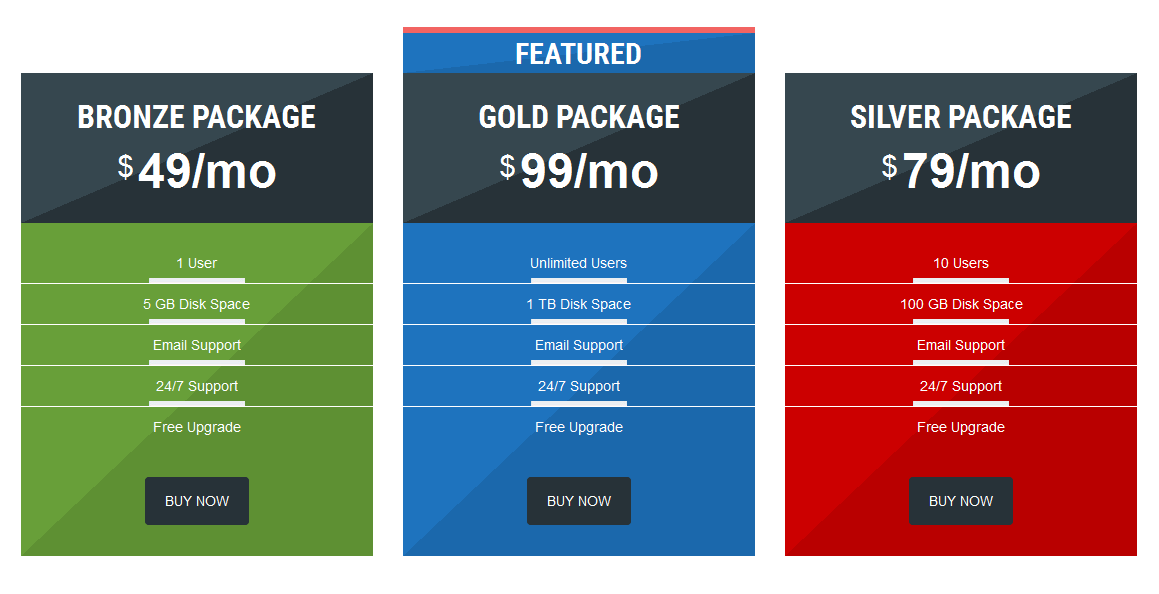 BRONZE PACKAGE
$49/mo
1 User
5 GB Disk Space
Email Support
24/7 Support
Free Upgrade
BUY NOW
FEATURED
GOLD PACKAGE
$99/mo
Unlimited Users
1 TB Disk Space
Email Support
24/7 Support
Free Upgrade
BUY NOW
SILVER PACKAGE
$79/mo
10 Users
100 GB Disk Space
Email Support
24/7 Support
Free Upgrade
BUY NOW